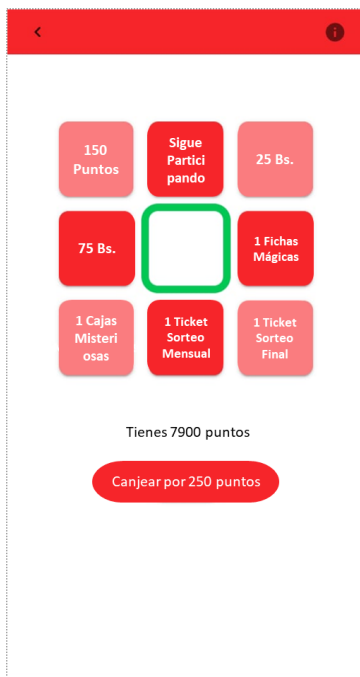 150
Puntos
Sigue
Partici
pando
25 Bs.
75 Bs.
1 Fichas
Mágicas
1 Cajas
Misteri
osas
1 Ticket
Sorteo
Mensual
1 Ticket
Sorteo
Final
Tienes 7900 puntos
Canjear por 250 puntos